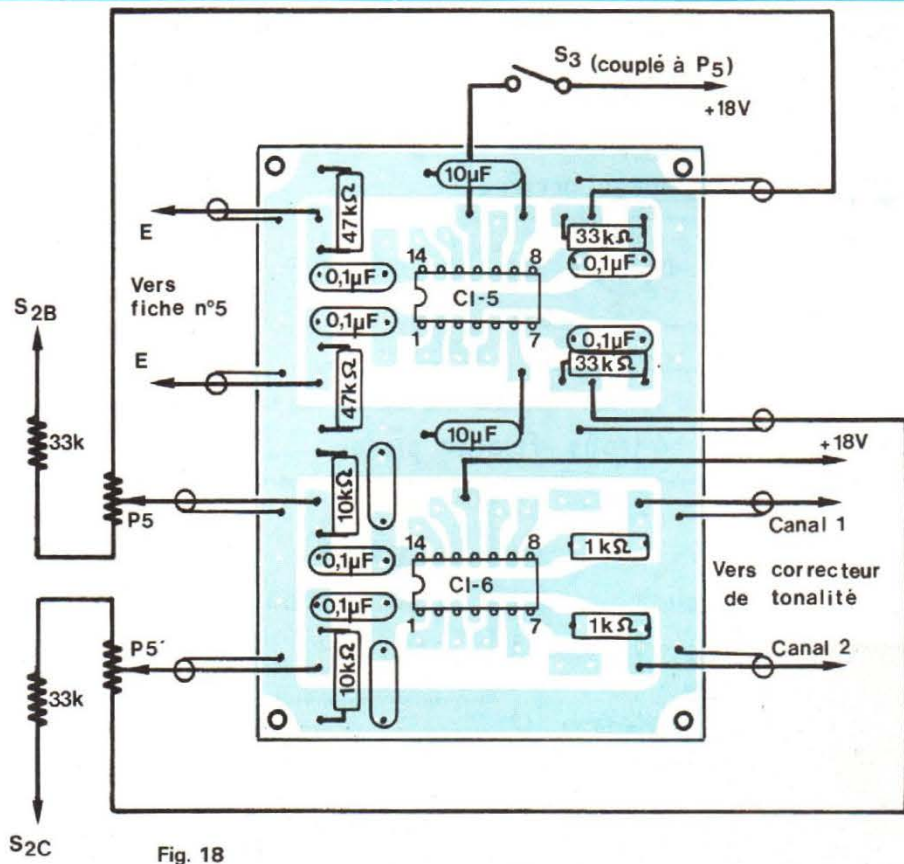 S3 (couplé à P5)
+18V
10µF
47kΩ
33kΩ
0,1µF
E
Vers
fiche n°5
0,1µF
14
8
CI-5
S2B
0,1µF
1
7
0,1µF
33kΩ
E
47kΩ
33k
10µF
+18V
P5
10kΩ
Canal 1
14
8
1kΩ
0,1µF
CI-6
Vers correcteur
de tonalité
0,1µF
1
7
1kΩ
P5'
Canal 2
33k
10kΩ
S2C
Fig. 18